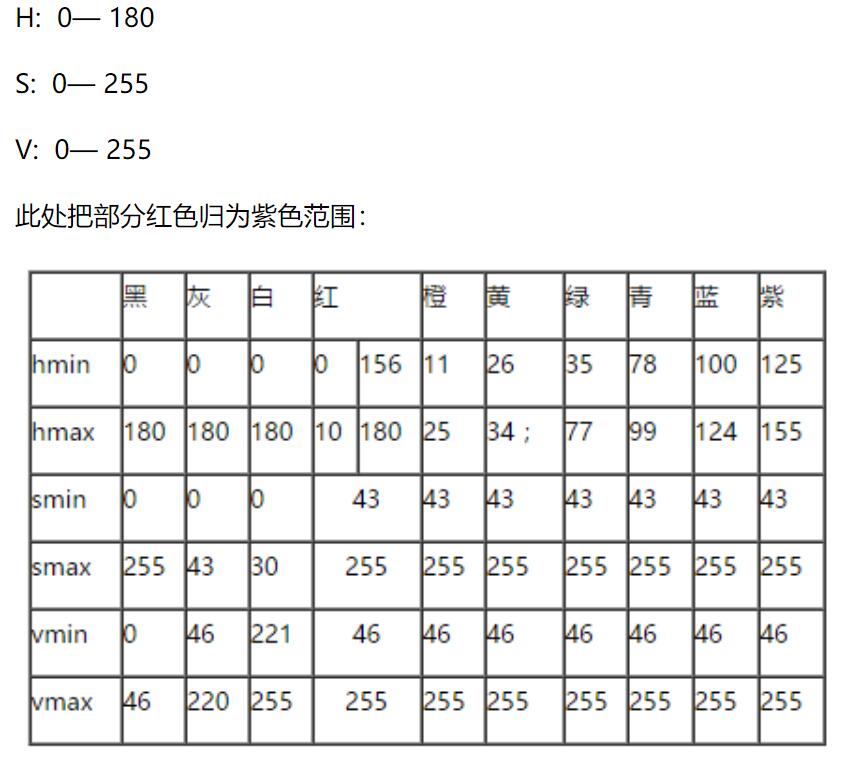 H:  0— 180
S:  0— 255
V:  0— 255
此处把部分红色归为紫色范围：
黑 灰 白 红 橙 黄 绿 青 蓝 紫
hmin 0 0 0 0 156 11 26 35 78 100 125
hmax 180 180 180 10 180 25 34； 77 99 124 155
smin 0 0 0 43 43 43 43 43 43 43
smax 255 43 30 255 255 255 255 255 255 255
vmin 0 46 221 46 46 46 46 46 46 46
vmax 46 220 255 255 255 255 255 255 255 255